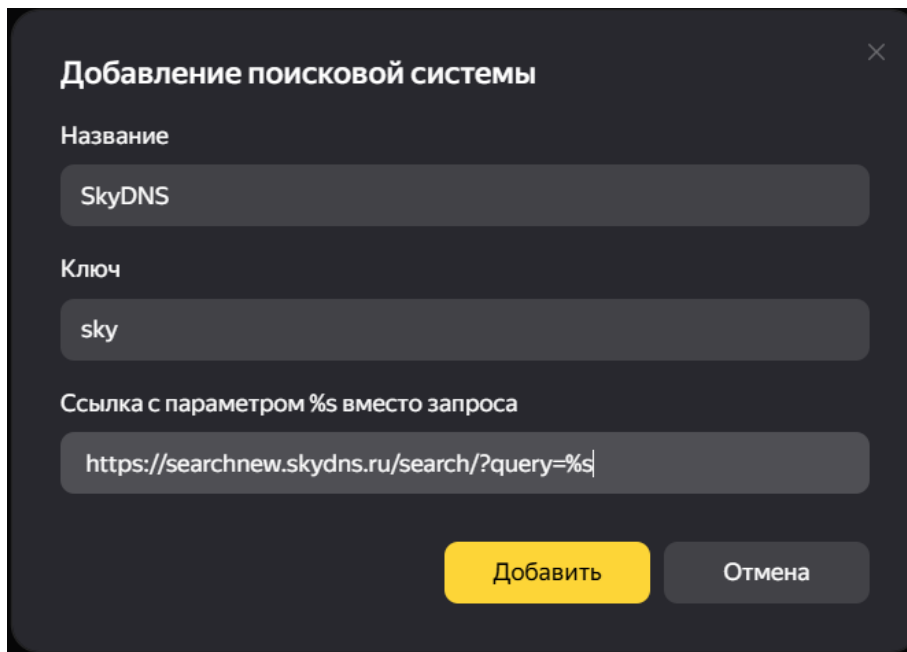 Добавление поисковой системы
Название
SkyDNS
Ключ
sky
Ссылка с параметром %s вместо запроса
https://searchnew.skydns.ru/search/?query=%s
Добавить
Отмена